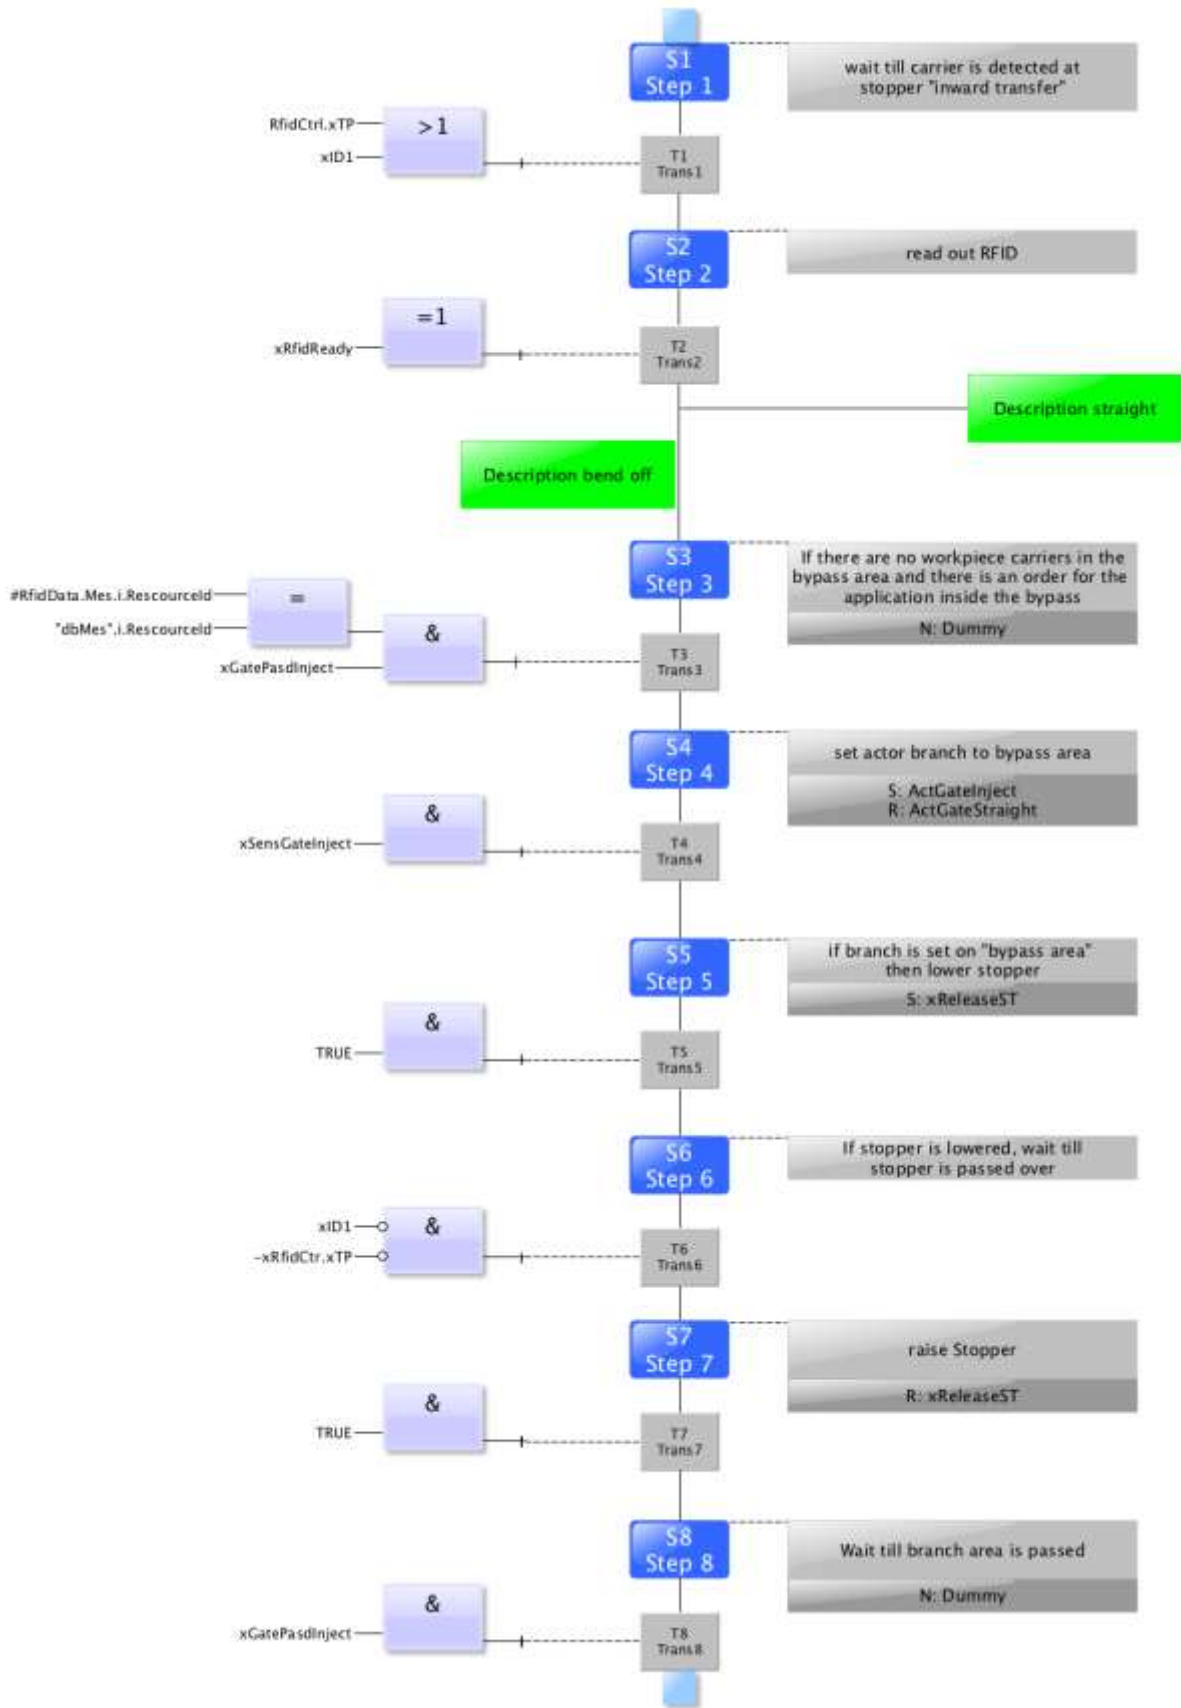 S1
Step 1
wait till carrier is detected at
stopper "inward transfer"
>1
RfidCtrl.xTP
xID1
T1
Trans1
S2
Step 2
read out RFID
=1
xRfidReady
T2
Trans2
Description straight
Description bend off
S3
Step 3
If there are no workpiece carriers in the
bypass area and there is an order for the
application inside the bypass
N: Dummy
#RfidData.Mes.i.RescourceId
=
"dbMes".i.RescourceId
&
xGatePasdInject
T3
Trans3
S4
Step 4
set actor branch to bypass area
S: ActGateInject
R: ActGateStraight
&
xSensGateInject
T4
Trans4
S5
Step 5
if branch is set on "bypass area"
then lower stopper
S: xReleaseST
&
TRUE
T5
Trans5
S6
Step 6
If stopper is lowered, wait till
stopper is passed over
xID1
&
-xRfidCtr.xTP
T6
Trans6
S7
Step 7
raise Stopper
R: xReleaseST
&
TRUE
T7
Trans7
S8
Step 8
Wait till branch area is passed
N: Dummy
&
xGatePasdInject
T8
Trans8